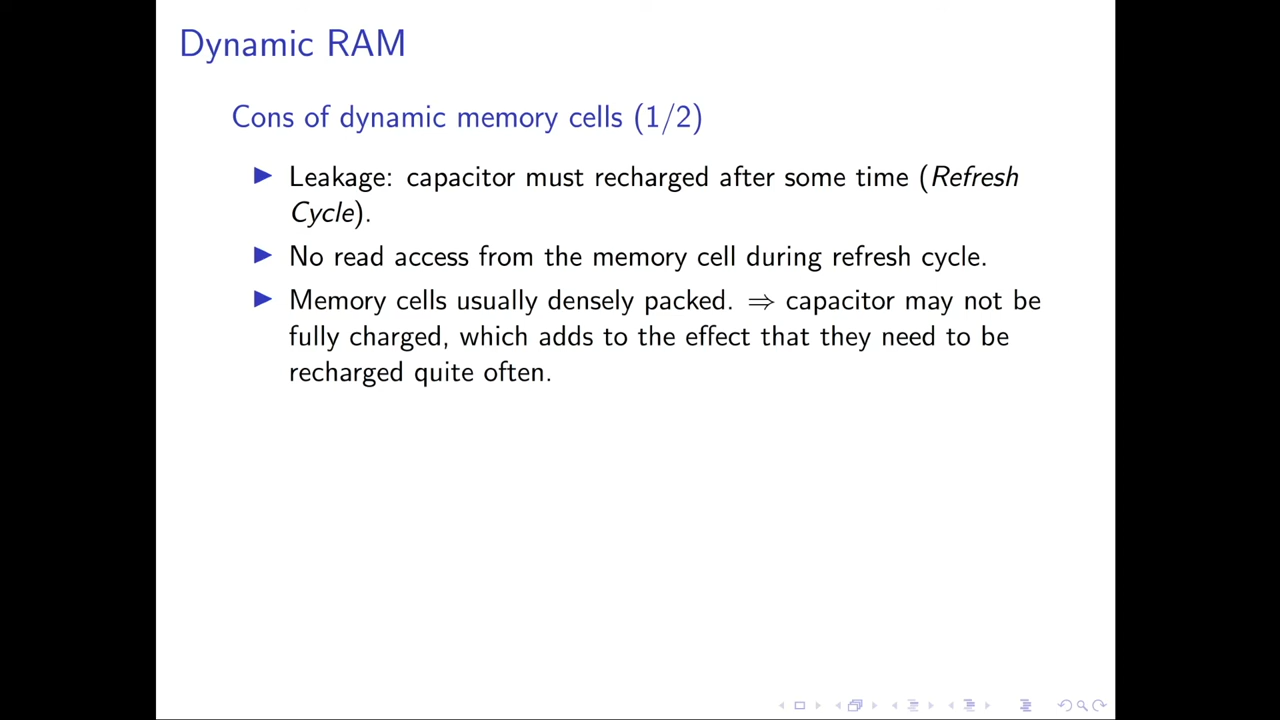 Dynamic RAM
Cons of dynamic memory cells (1/2)
▶ Leakage: capacitor must recharged after some time (Refresh
Cycle).
▶ No read access from the memory cell during refresh cycle.
▶ Memory cells usually densely packed. ⇒ capacitor may not be
fully charged, which adds to the effect that they need to be
recharged quite often.